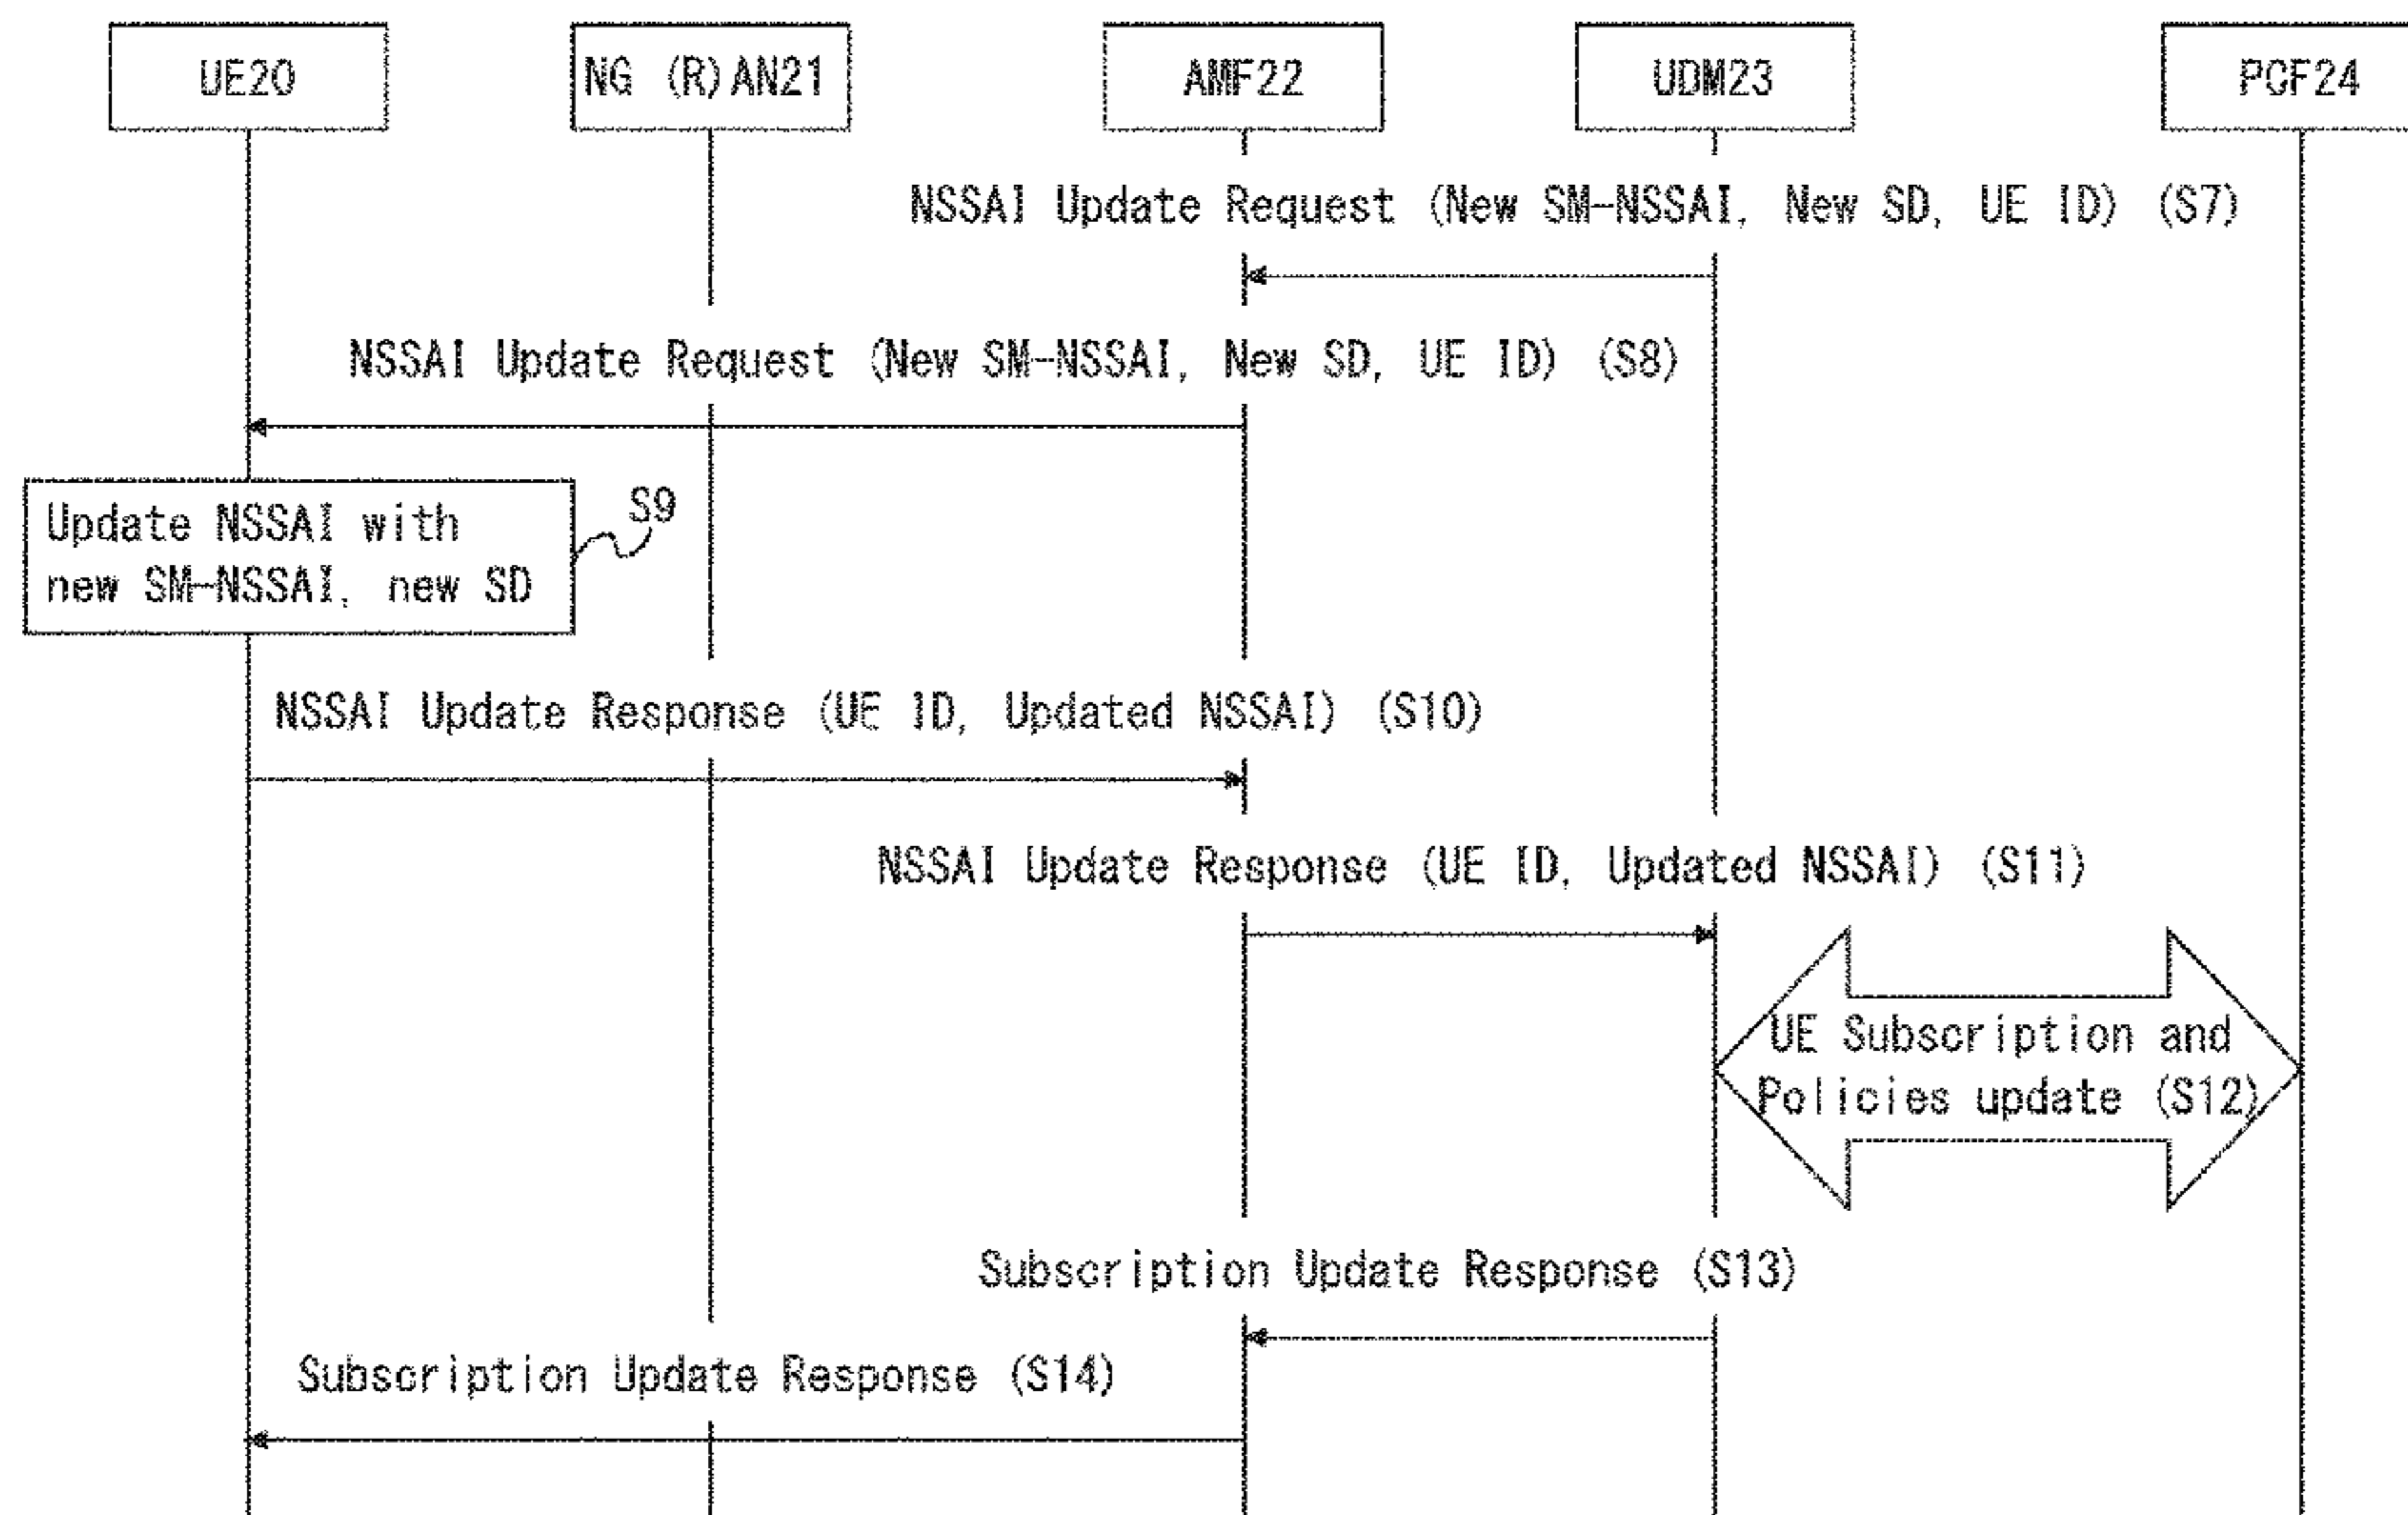 UE20
NG (R)AN21
AMF22
UDM23
PCF24
NSSAI Update Request (New SM-NSSAI, New SD, UE ID) (S7)
NSSAI Update Request (New SM-NSSAI, New SD, UE ID) (S8)
S9
Update NSSAI with
new SM-NSSAI, new SD
NSSAI Update Response (UE ID, Updated NSSAI) (S10)
NSSAI Update Response (UE ID, Updated NSSAI) (S11)
UE Subscription and
Policies update (S12)
Subscription Update Response (S13)
Subscription Update Response (S14)